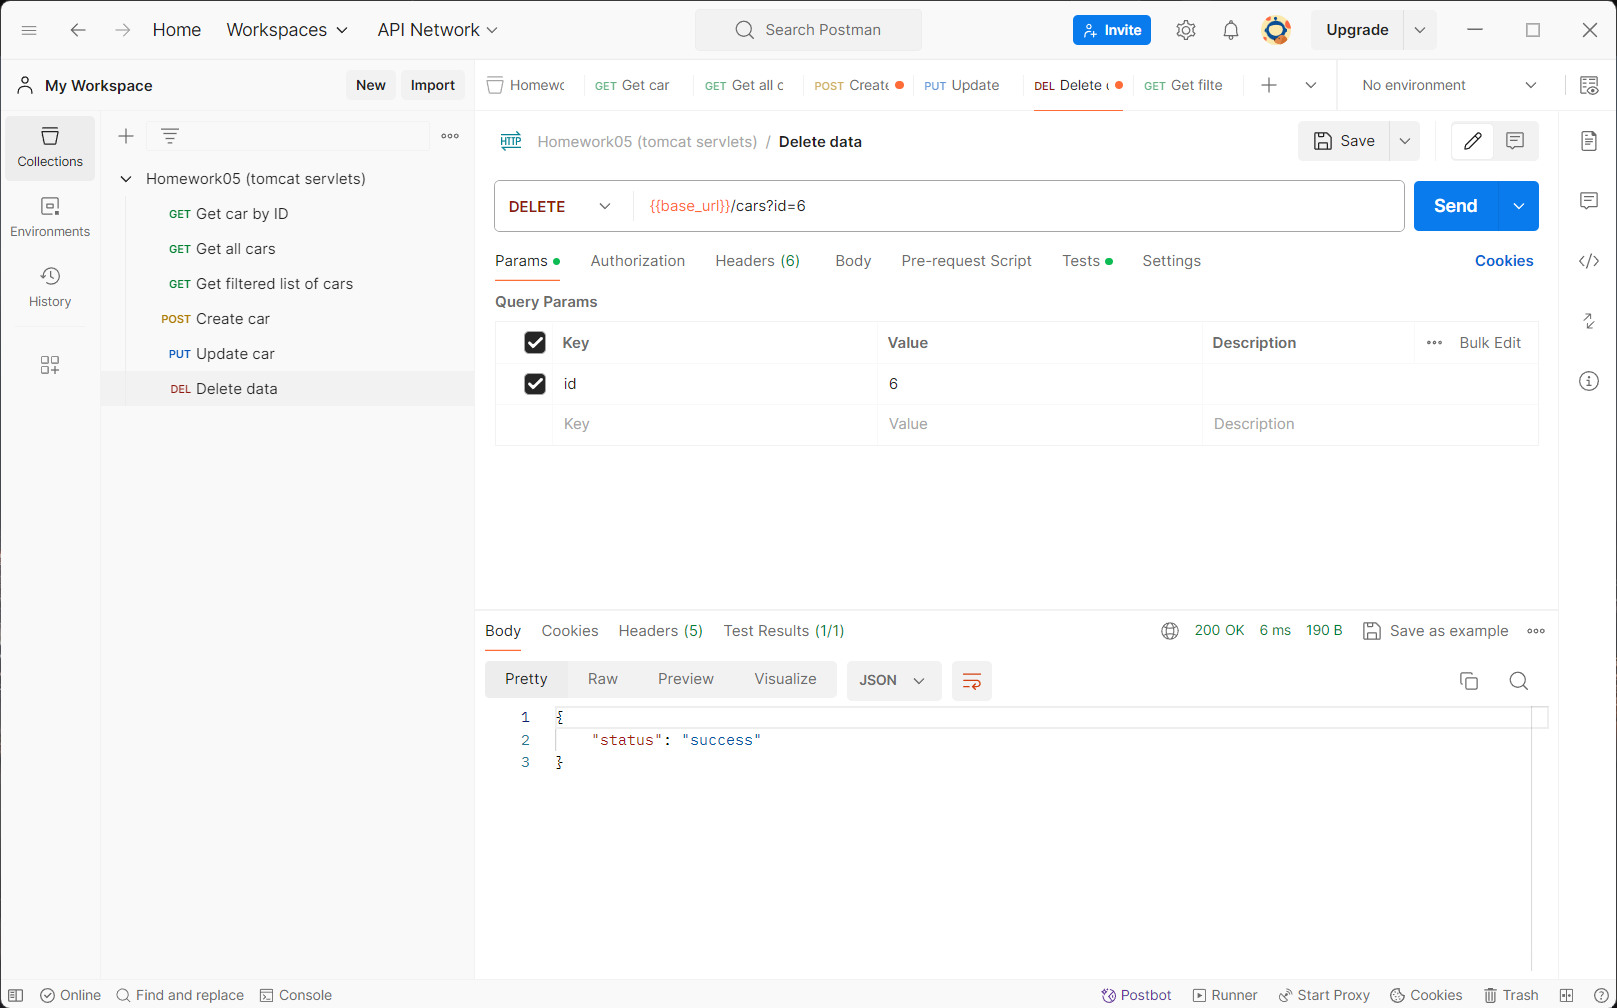 Home Workspaces API Network Search Postman Invite Upgrade
My Workspace New Import Homewc GET Get car GET Get all c POST Create PUT Update DEL Delete GET Get filte No environment
Collections
Environments
History
Homework05 (tomcat servlets)
GET Get car by ID
GET Get all cars
GET Get filtered list of cars
POST Create car
PUT Update car
DEL Delete data
HTTP Homework05 (tomcat servlets) / Delete data Save
DELETE {{base_url}}/cars?id=6 Send
Params Authorization Headers (6) Body Pre-request Script Tests Settings Cookies
Query Params
Key Value Description Bulk Edit
id 6
Key Value Description
Body Cookies Headers (5) Test Results (1/1) 200 OK 6 ms 190 B Save as example
Pretty Raw Preview Visualize JSON
1 {
2 "status": "success"
3 }
Online Find and replace Console Postbot Runner Start Proxy Cookies Trash